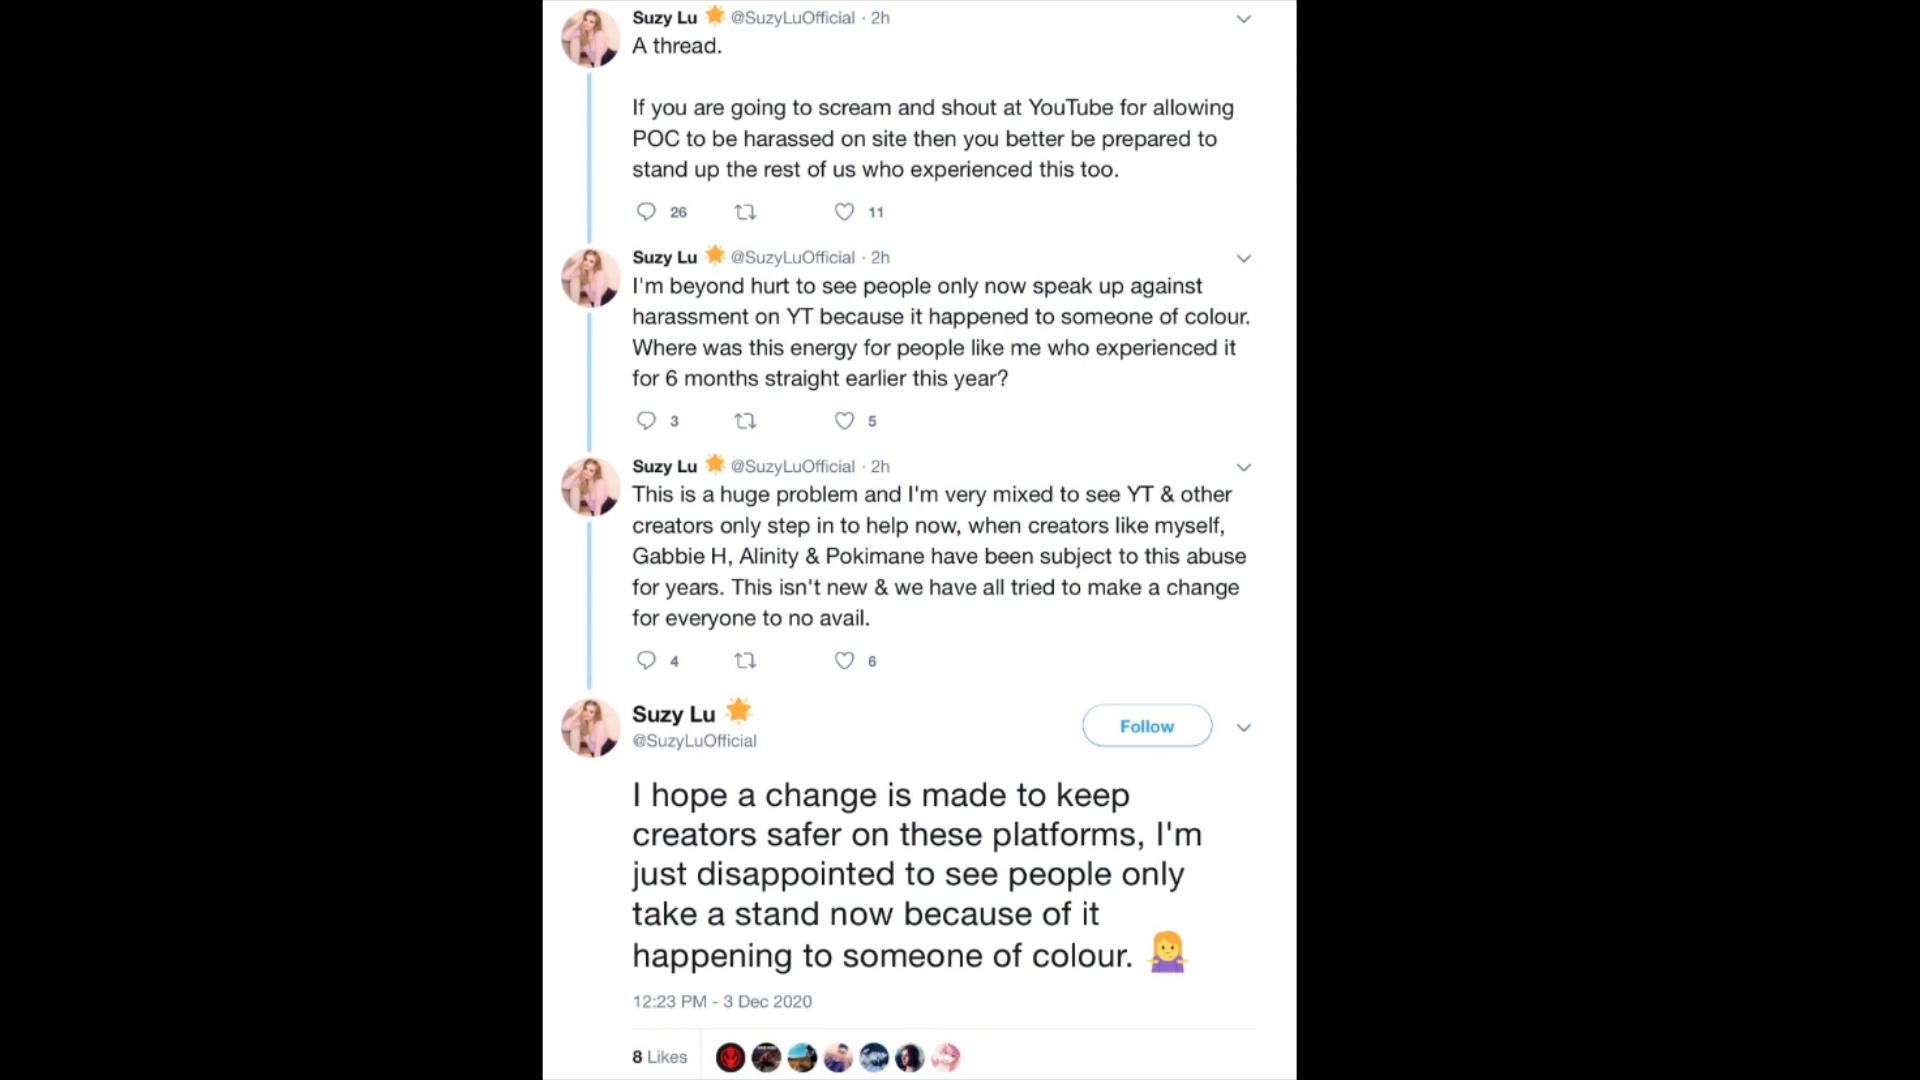 Suzy Lu 🌟 @SuzyLuOfficial · 2h
A thread.
If you are going to scream and shout at YouTube for allowing
POC to be harassed on site then you better be prepared to
stand up the rest of us who experienced this too.
26 11
Suzy Lu 🌟 @SuzyLuOfficial · 2h
I'm beyond hurt to see people only now speak up against
harassment on YT because it happened to someone of colour.
Where was this energy for people like me who experienced it
for 6 months straight earlier this year?
3 5
Suzy Lu 🌟 @SuzyLuOfficial · 2h
This is a huge problem and I'm very mixed to see YT & other
creators only step in to help now, when creators like myself,
Gabbie H, Alinity & Pokimane have been subject to this abuse
for years. This isn't new & we have all tried to make a change
for everyone to no avail.
4 6
Suzy Lu 🌟
@SuzyLuOfficial
Follow
I hope a change is made to keep
creators safer on these platforms, I'm
just disappointed to see people only
take a stand now because of it
happening to someone of colour. 🤷‍♀️
12:23 PM - 3 Dec 2020
8 Likes